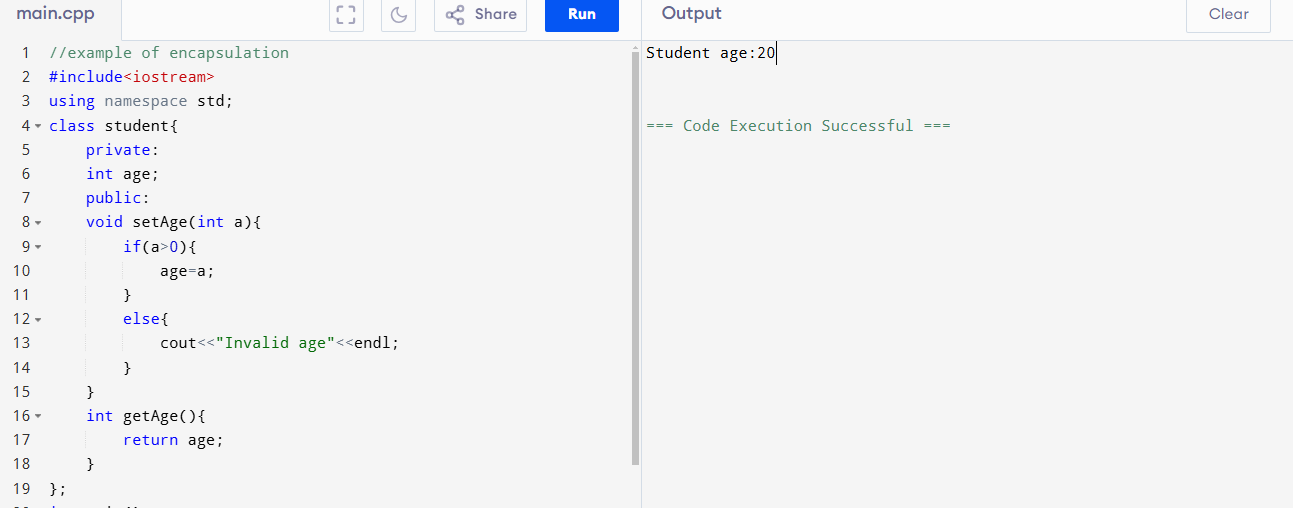 main.cpp Share Run Output Clear
1 //example of encapsulation
2 #include<iostream>
3 using namespace std;
4 class student{
5 private:
6 int age;
7 public:
8 void setAge(int a){
9 if(a>0){
10 age=a;
11 }
12 else{
13 cout<<"Invalid age"<<endl;
14 }
15 }
16 int getAge(){
17 return age;
18 }
19 };
Student age:20
=== Code Execution Successful ===